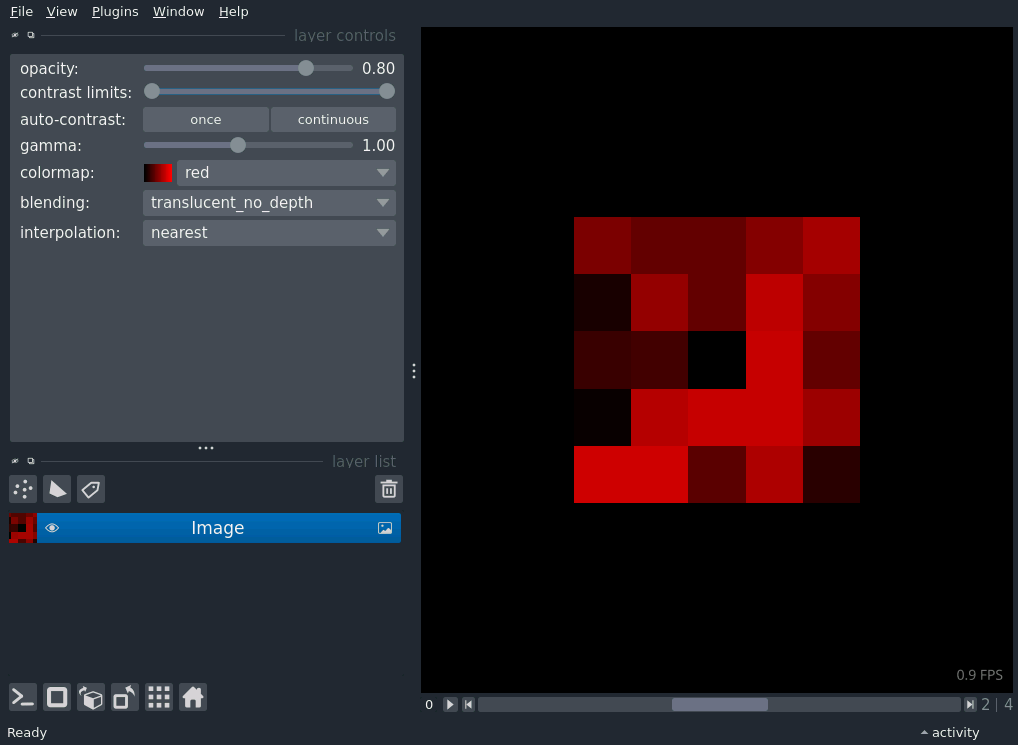 File View Plugins Window Help
layer controls
opacity: 0.80
contrast limits:
auto-contrast: once continuous
gamma: 1.00
colormap: red
blending: translucent_no_depth
interpolation: nearest
layer list
Image
0.9 FPS
0 2 | 4
Ready activity